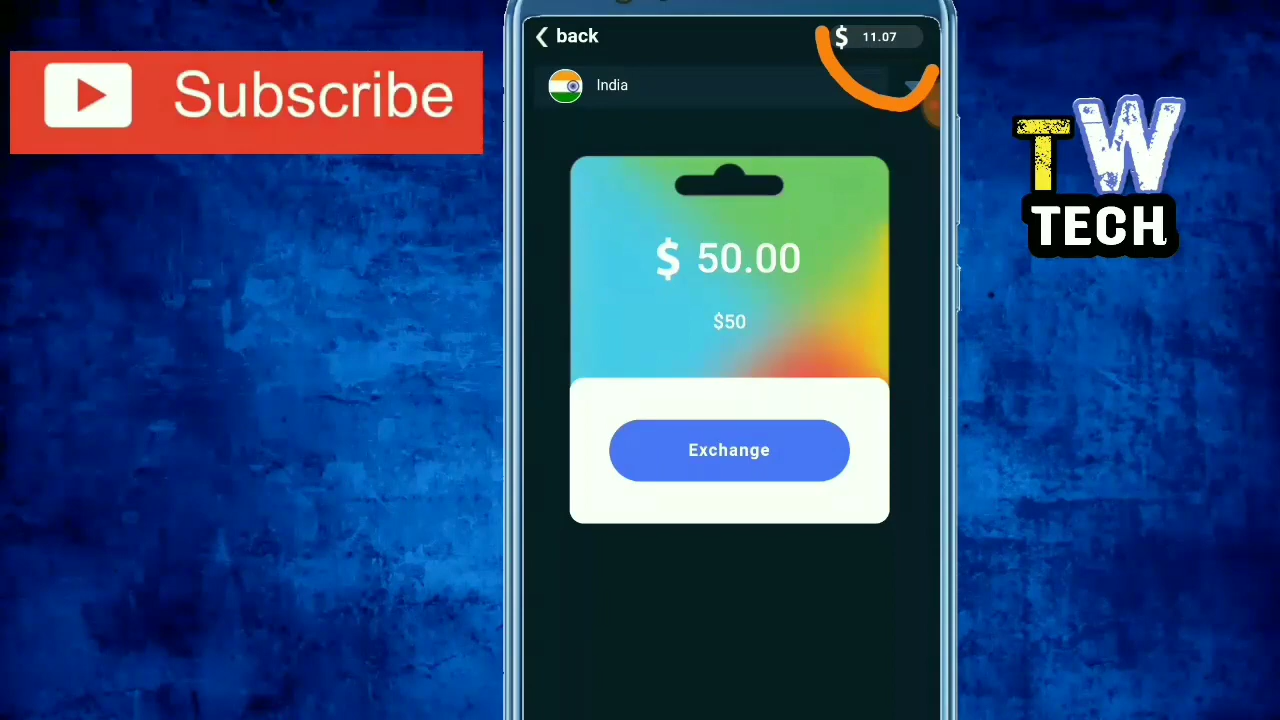 Subscribe
back
$ 11.07
India
$ 50.00
$50
Exchange
TW
TECH